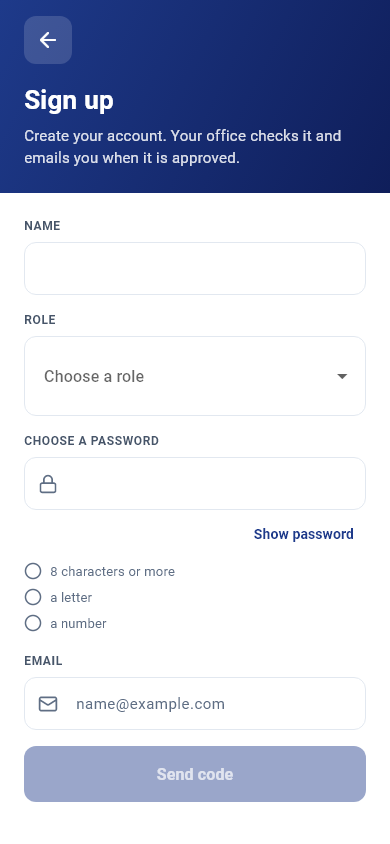 Sign up
Create your account. Your office checks it and
emails you when it is approved.
NAME
ROLE
Choose a role
CHOOSE A PASSWORD
Show password
8 characters or more
a letter
a number
EMAIL
name@example.com
Send code